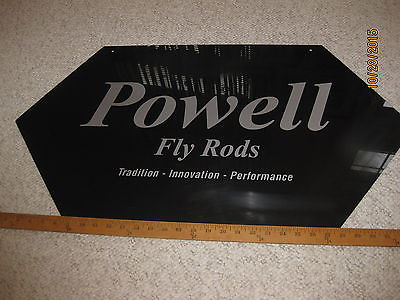 Powell
Fly Rods
Tradition - Innovation - Performance
10/23/2015